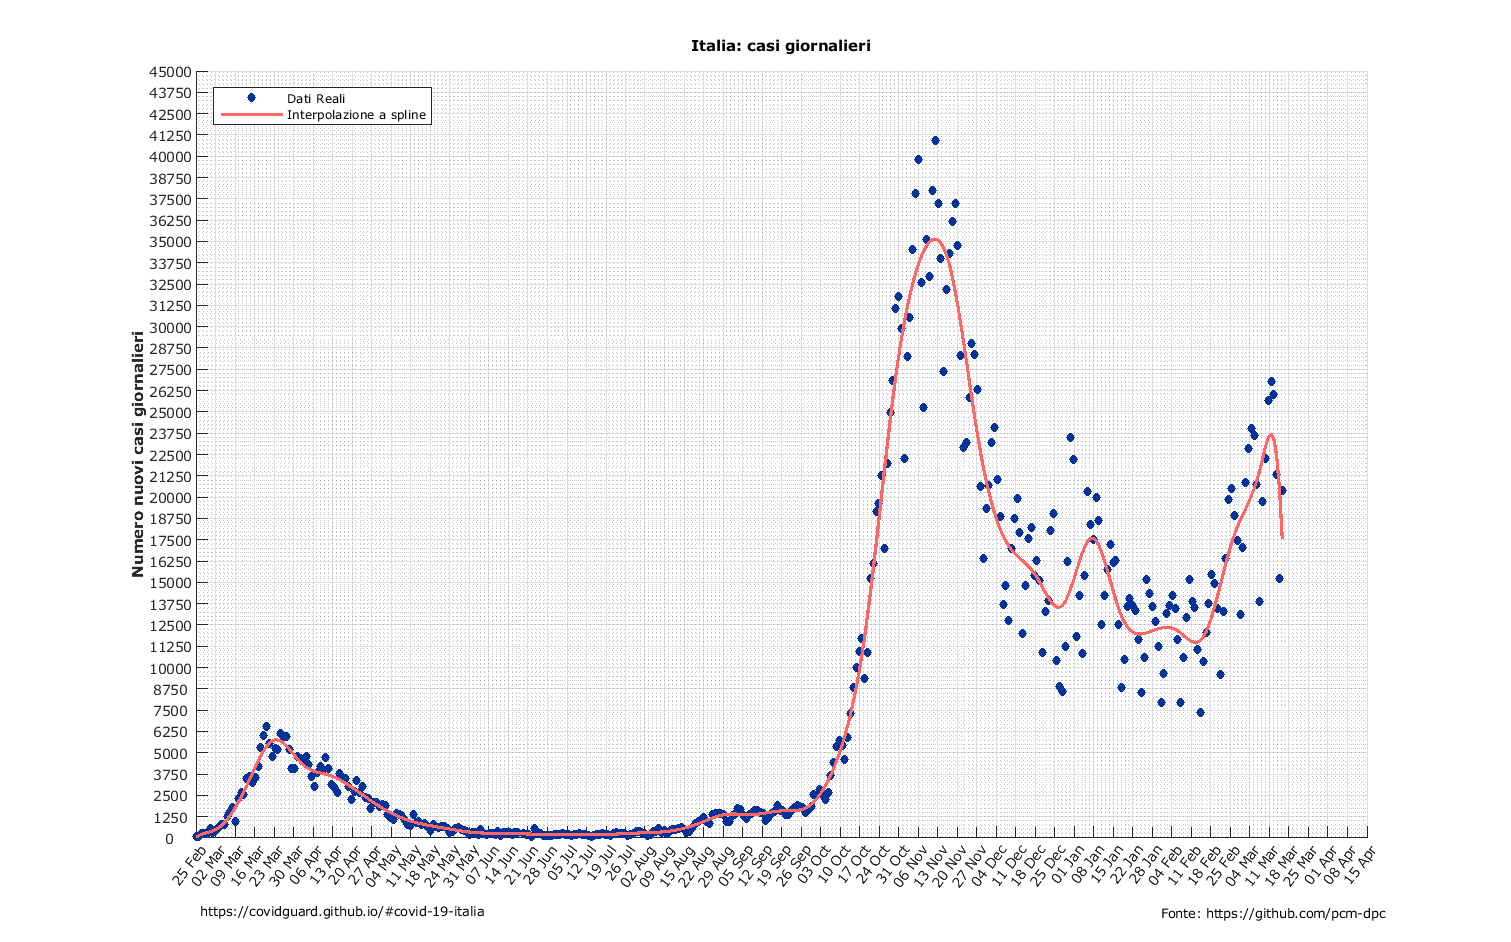 Italia: casi giornalieri
45000
43750
42500
41250
40000
38750
37500
36250
35000
33750
32500
31250
30000
28750
27500
26250
25000
23750
22500
21250
20000
18750
17500
16250
15000
13750
12500
11250
10000
8750
7500
6250
5000
3750
2500
1250
0
Numero nuovi casi giornalieri
Dati Reali
Interpolazione a spline
25 Feb
02 Mar
09 Mar
16 Mar
23 Mar
30 Mar
06 Apr
13 Apr
20 Apr
27 Apr
04 May
11 May
18 May
24 May
31 May
07 Jun
14 Jun
21 Jun
28 Jun
05 Jul
12 Jul
19 Jul
26 Jul
02 Aug
09 Aug
15 Aug
22 Aug
29 Aug
05 Sep
12 Sep
19 Sep
26 Sep
03 Oct
10 Oct
17 Oct
24 Oct
31 Oct
06 Nov
13 Nov
20 Nov
27 Nov
04 Dec
11 Dec
18 Dec
25 Dec
01 Jan
08 Jan
15 Jan
22 Jan
28 Jan
04 Feb
11 Feb
18 Feb
25 Feb
04 Mar
11 Mar
18 Mar
25 Mar
01 Apr
08 Apr
15 Apr
https://covidguard.github.io/#covid-19-italia
Fonte: https://github.com/pcm-dpc